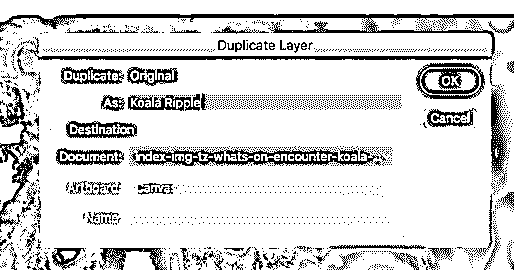 Duplicate Layer
Duplicate: Original
OK
As: Koala Ripple
Cancel
Destination
Document: index-img-tz-whats-on-encounter-koala-
Artboard: Canvas
Name: